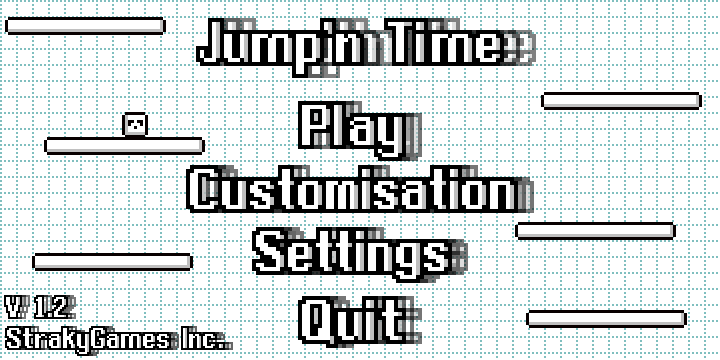 Jumpin Time
Play
Customisation
Settings
Quit
V 1.2
StrakyGames Inc.